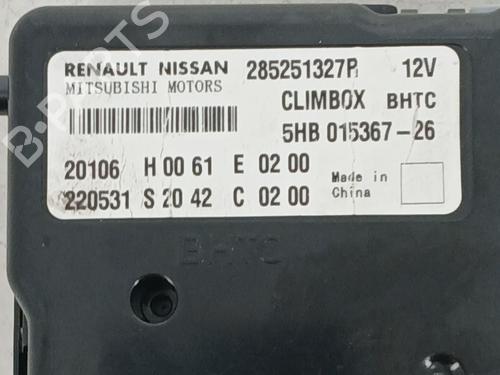 RENAULT NISSAN 285251327R 12V
MITSUBISHI MOTORS CLIMBOX BHTC
5HB 015367-26
20106 H 00 61 E 02 00
220531 S 20 42 C 02 00
Made in
China
BHTC